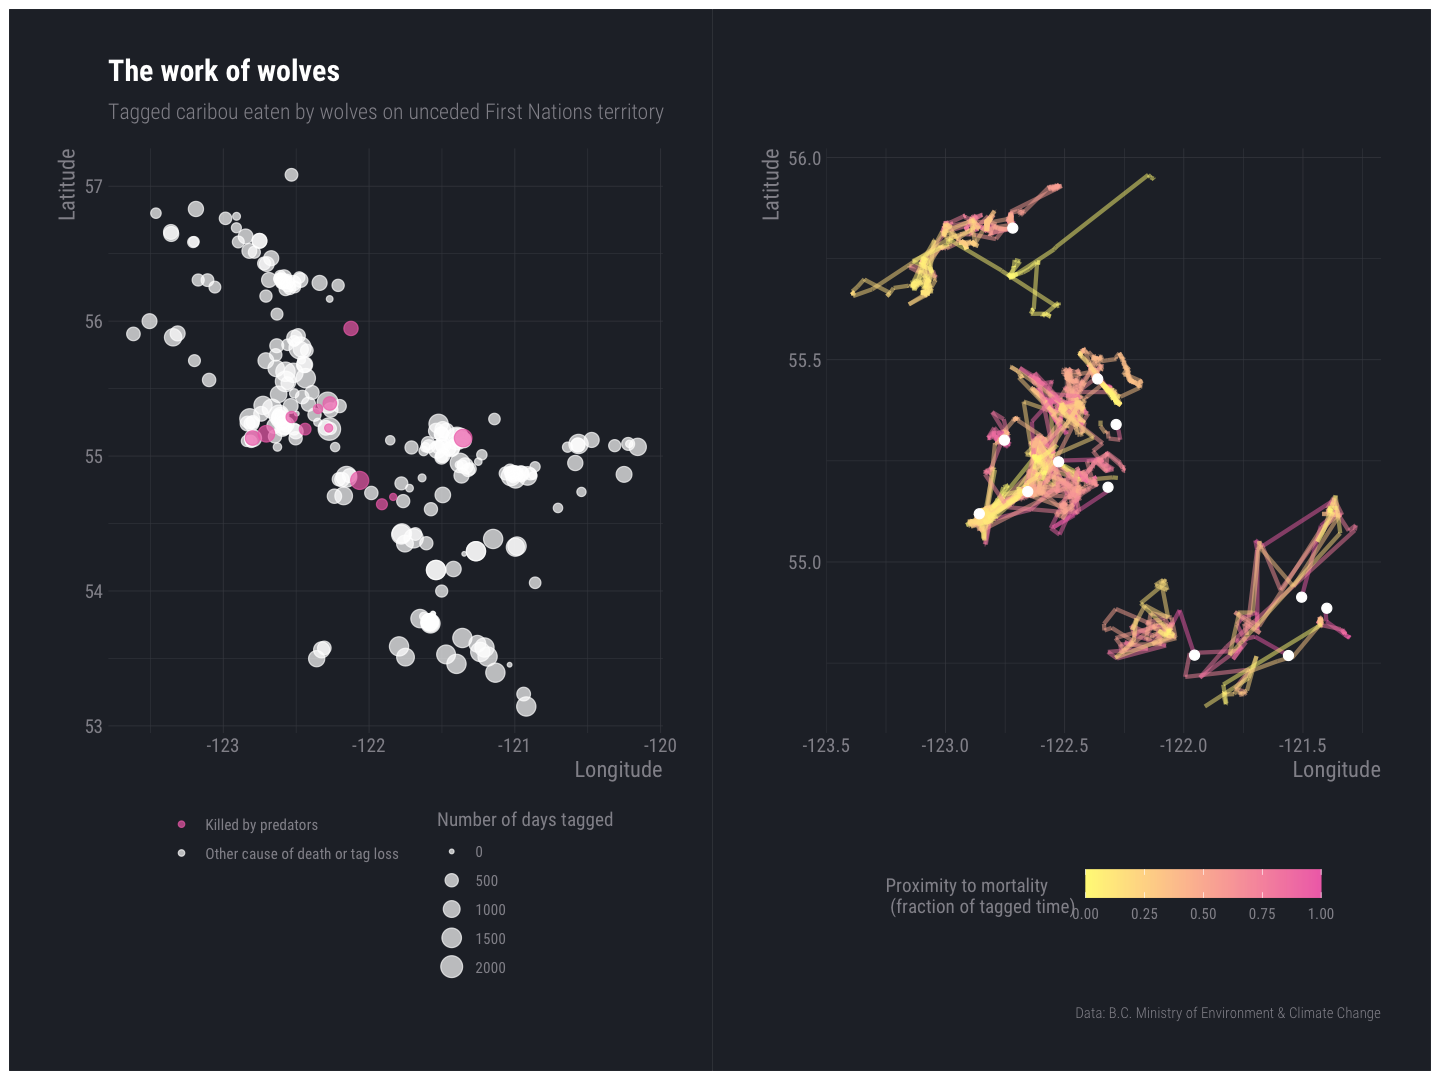 The work of wolves
Tagged caribou eaten by wolves on unceded First Nations territory
Latitude
57
56
55
54
53
-123
-122
-121
-120
Longitude
Killed by predators
Other cause of death or tag loss
Number of days tagged
0
500
1000
1500
2000
Latitude
56.0
55.5
55.0
-123.5
-123.0
-122.5
-122.0
-121.5
Longitude
Proximity to mortality
(fraction of tagged time)
0.00
0.25
0.50
0.75
1.00
Data: B.C. Ministry of Environment & Climate Change